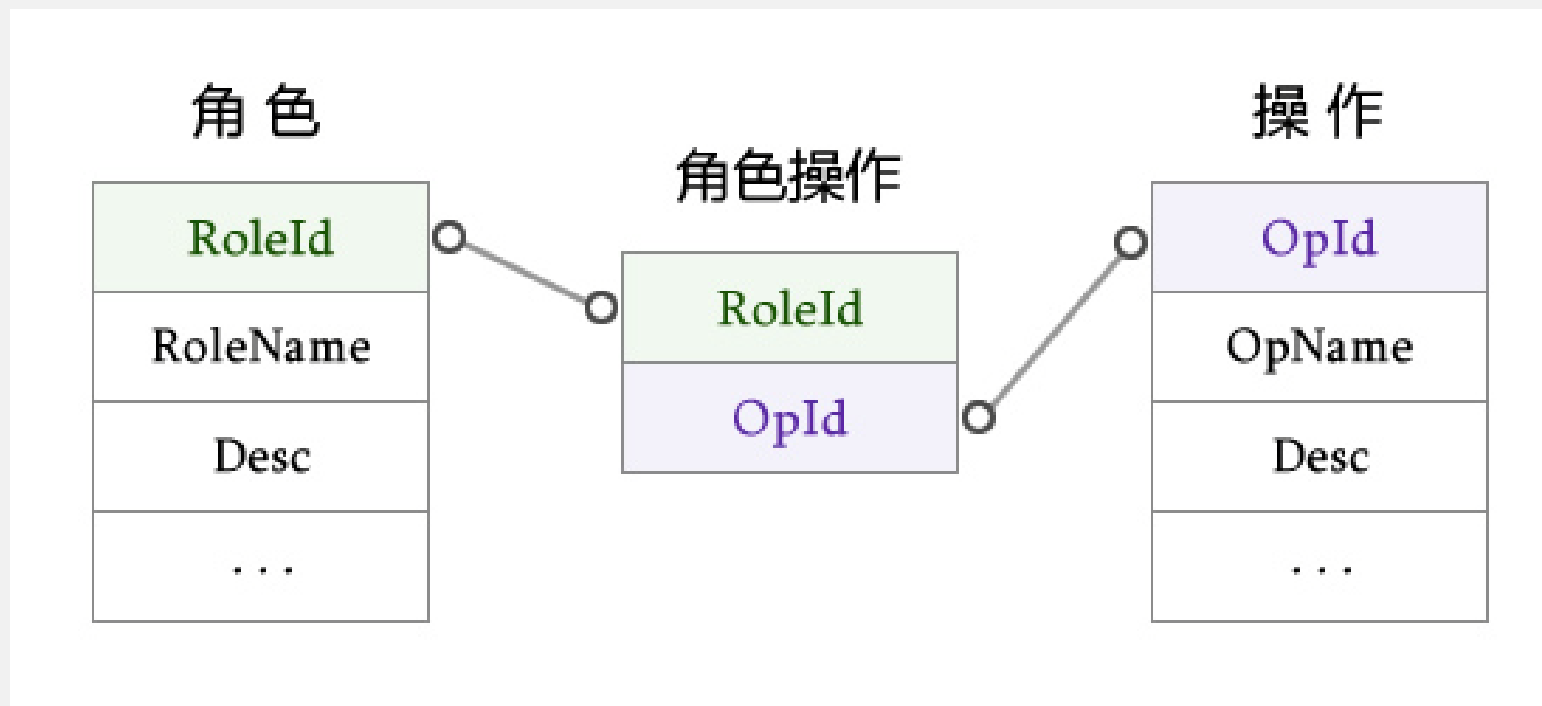 角 色
RoleId
RoleName
Desc
...
角色操作
RoleId
OpId
操 作
OpId
OpName
Desc
...